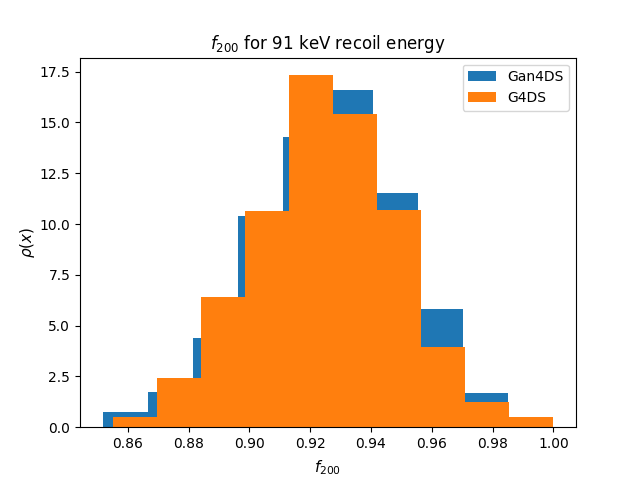 f₂₀₀ for 91 keV recoil energy
Gan4DS
G4DS
ρ(x)
17.5
15.0
12.5
10.0
7.5
5.0
2.5
0.0
0.86 0.88 0.90 0.92 0.94 0.96 0.98 1.00
f₂₀₀